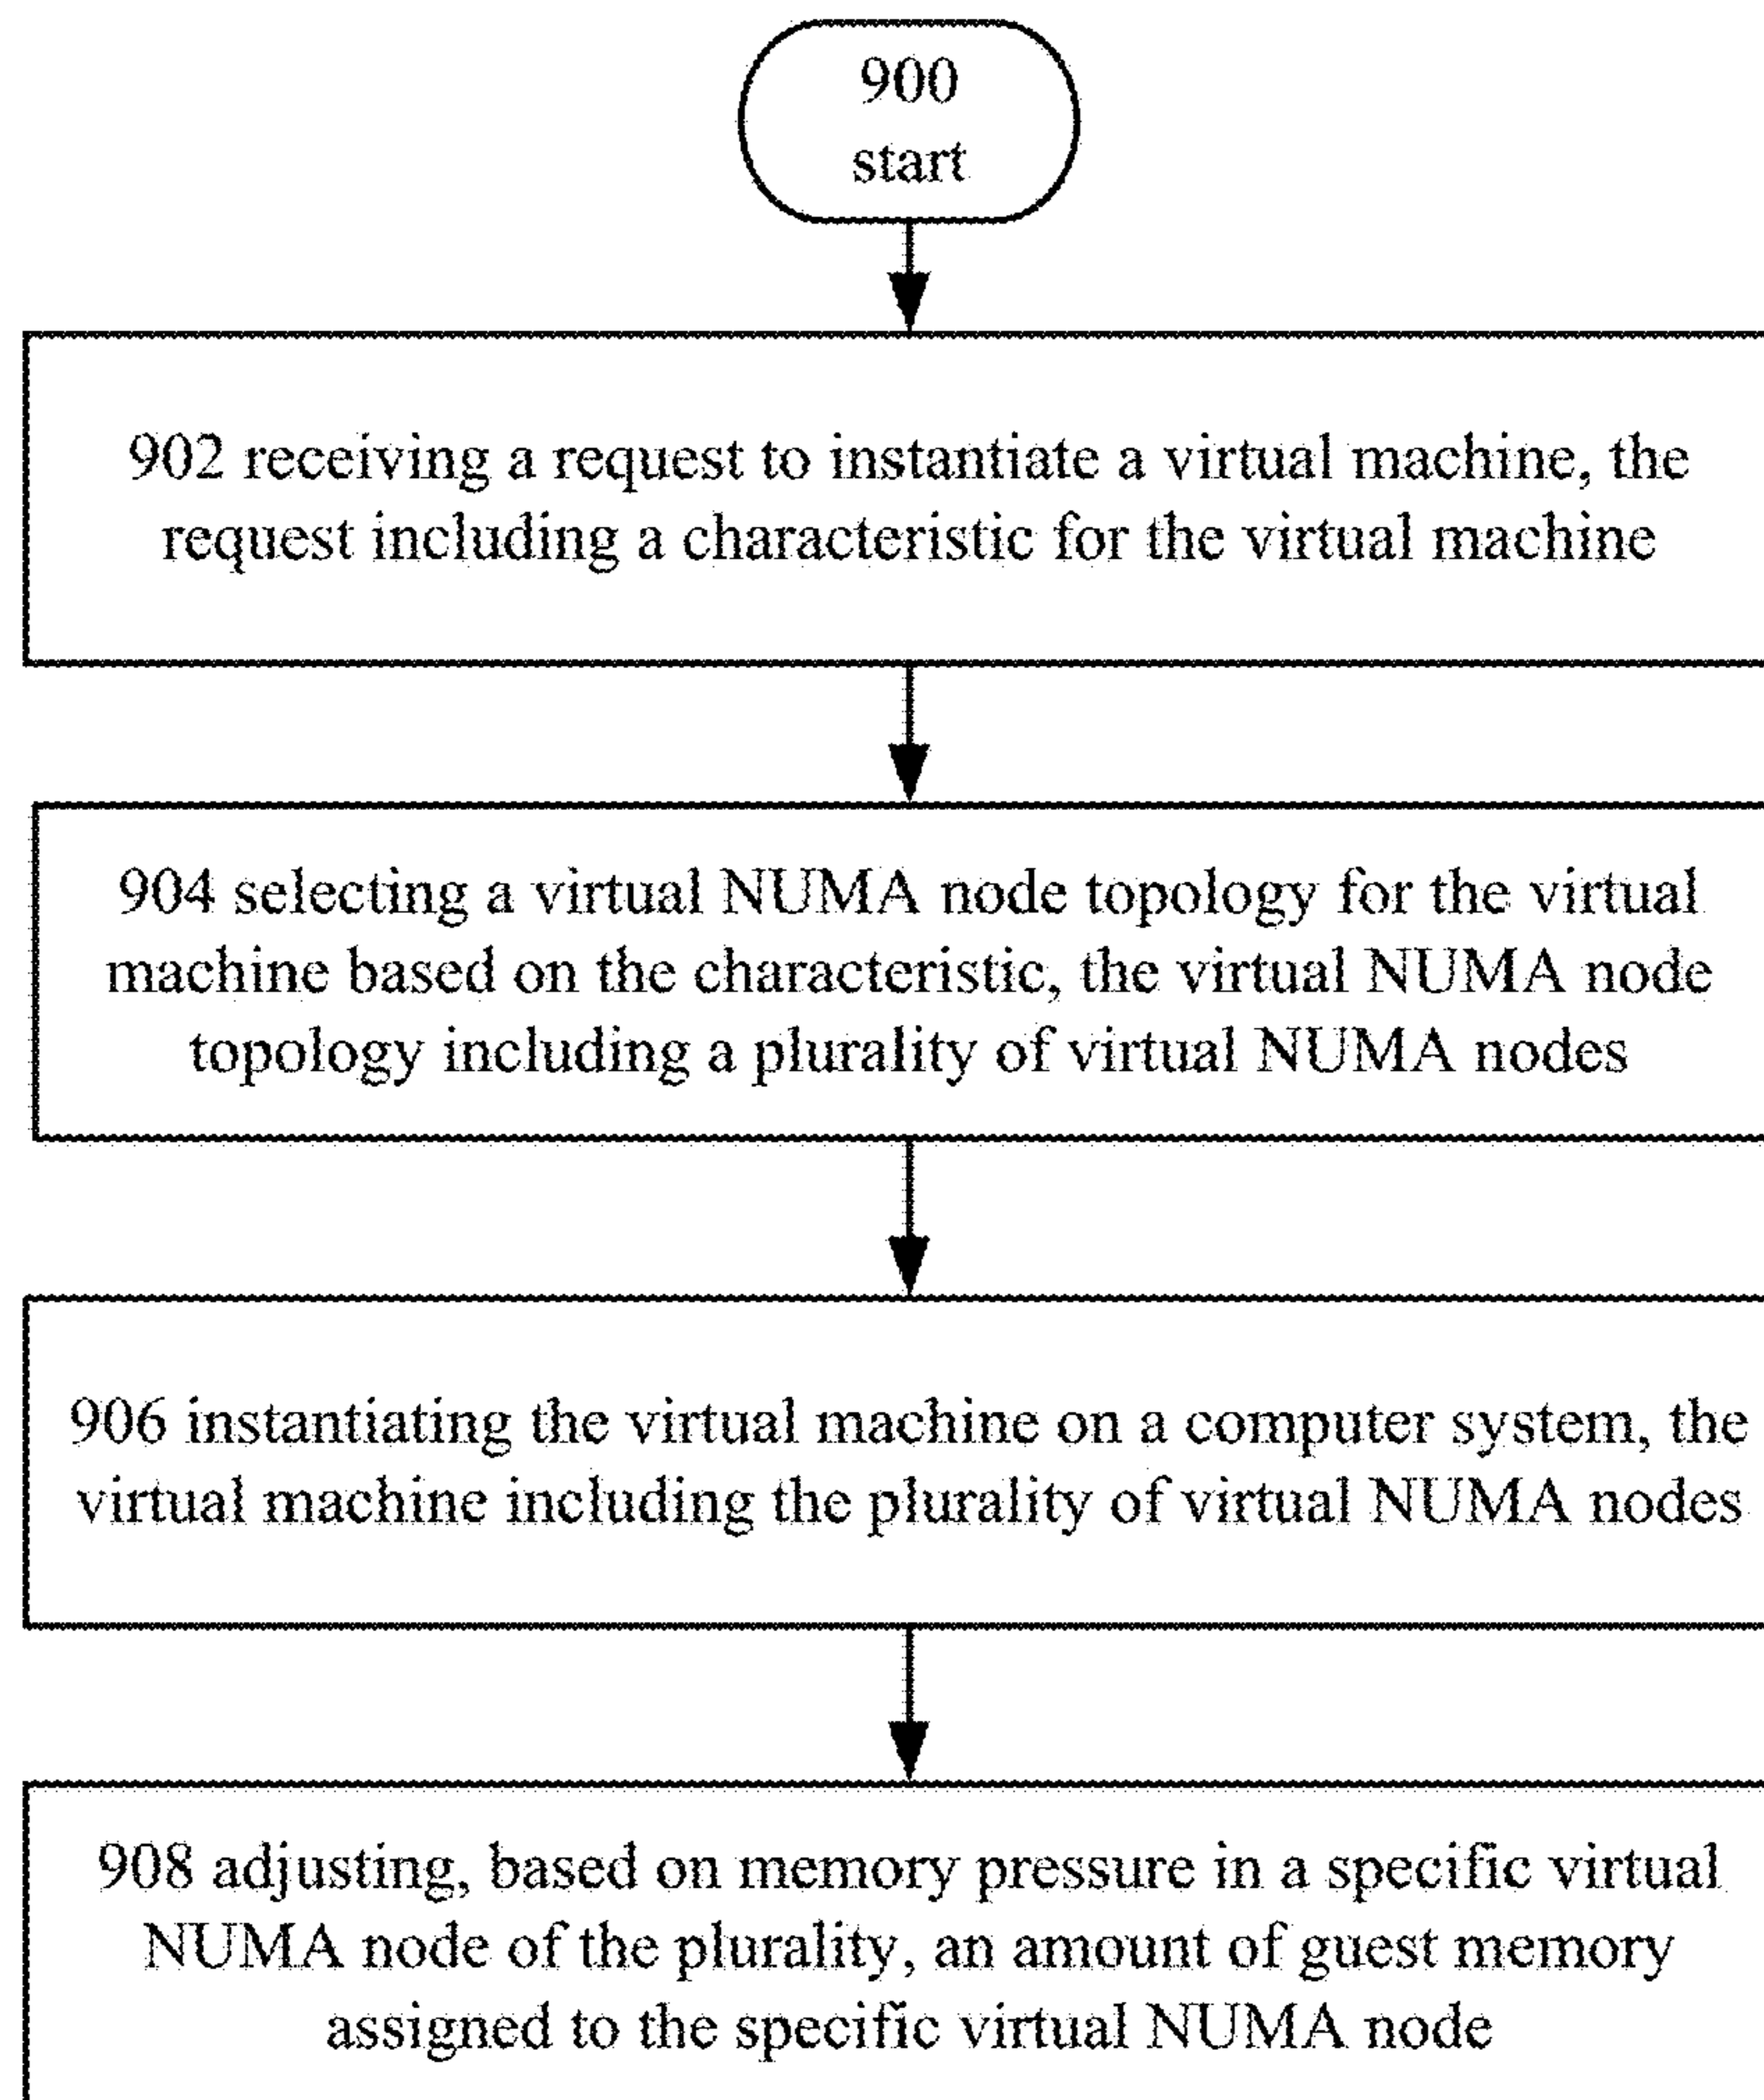 900
start
902 receiving a request to instantiate a virtual machine, the
request including a characteristic for the virtual machine
904 selecting a virtual NUMA node topology for the virtual
machine based on the characteristic, the virtual NUMA node
topology including a plurality of virtual NUMA nodes
906 instantiating the virtual machine on a computer system, the
virtual machine including the plurality of virtual NUMA nodes
908 adjusting, based on memory pressure in a specific virtual
NUMA node of the plurality, an amount of guest memory
assigned to the specific virtual NUMA node